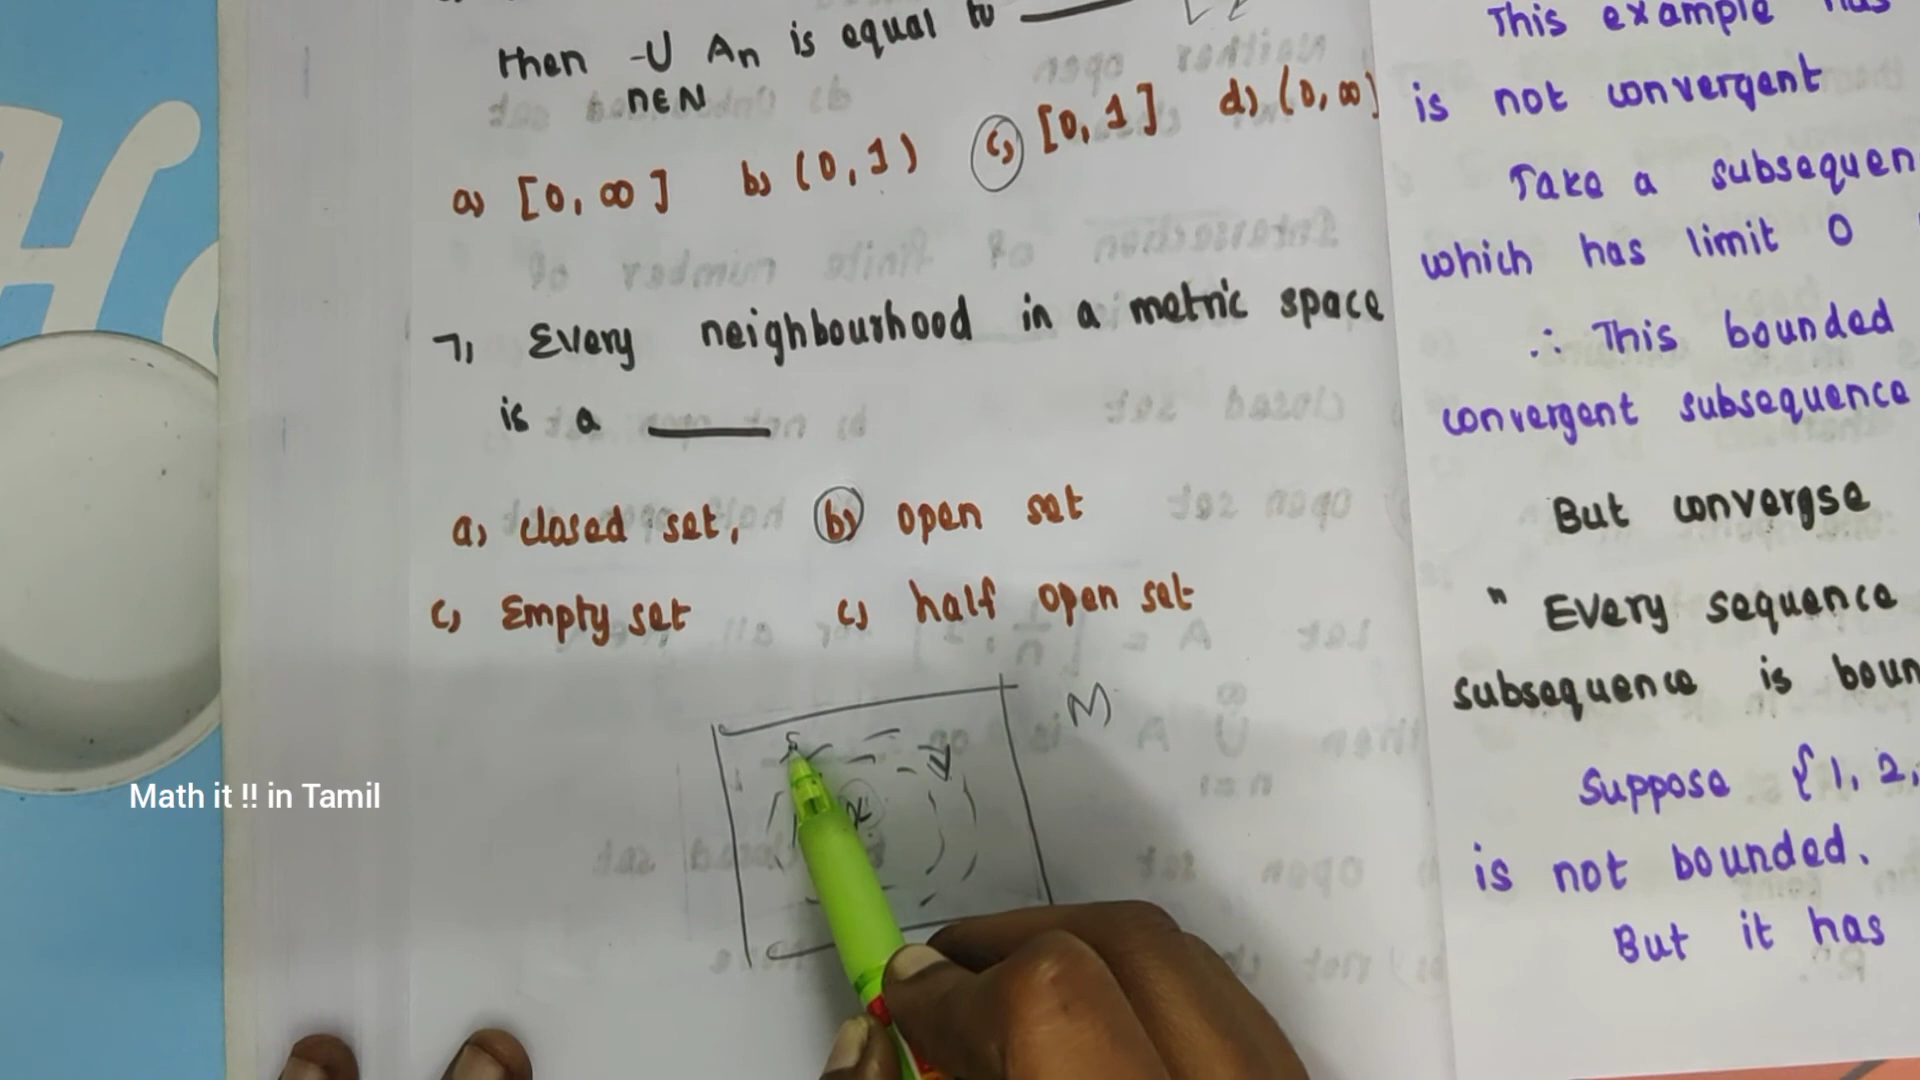 then -U An is equal to
n∈N
a) [0, ∞] b) (0, 1) c) [0, 1] d) (0, ∞)
7, Every neighbourhood in a metric space
is a ____
a) closed set, b) open set
c) Empty set c) half open set
M
x
This example has
is not convergent
Take a subsequen
which has limit 0
∴ This bounded
convergent subsequence
But convergse
" Every sequence
subsequence is boun
Suppose {1, 2,
is not bounded.
But it has
Math it !! in Tamil